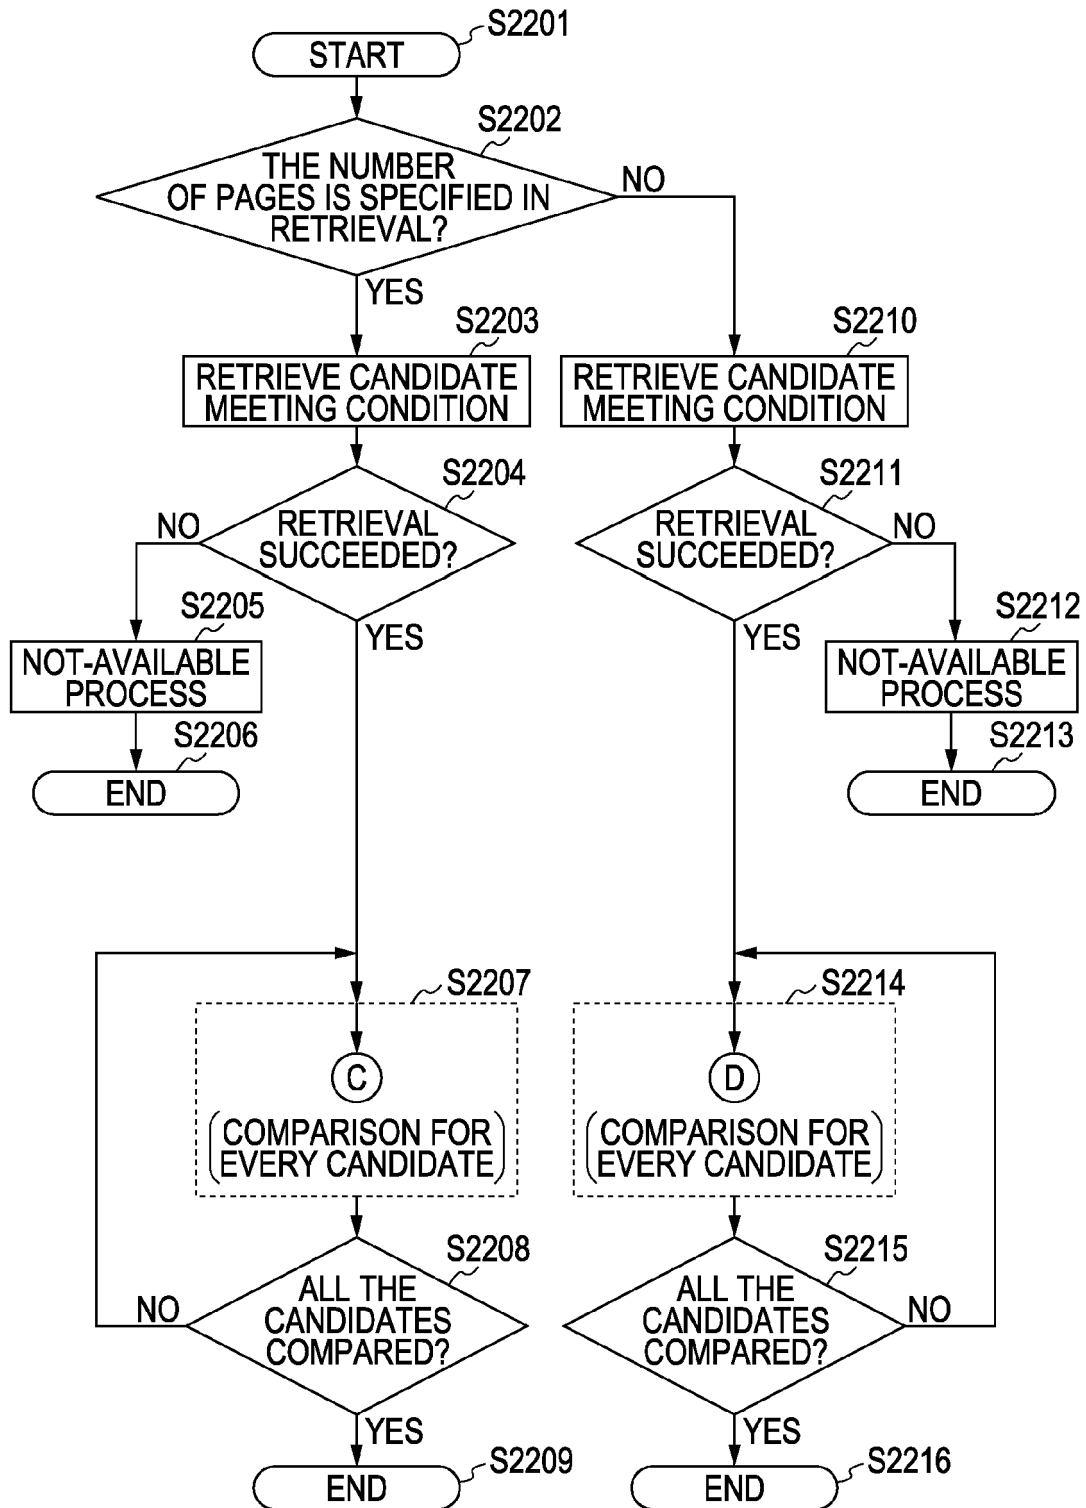 S2201
START
S2202
THE NUMBER
OF PAGES IS SPECIFIED IN
RETRIEVAL?
NO
YES
S2203
RETRIEVE CANDIDATE
MEETING CONDITION
S2210
RETRIEVE CANDIDATE
MEETING CONDITION
S2204
RETRIEVAL
SUCCEEDED?
NO
YES
S2211
RETRIEVAL
SUCCEEDED?
NO
YES
S2205
NOT-AVAILABLE
PROCESS
S2206
END
S2212
NOT-AVAILABLE
PROCESS
S2213
END
S2207
C
(COMPARISON FOR
EVERY CANDIDATE)
S2214
D
(COMPARISON FOR
EVERY CANDIDATE)
S2208
ALL THE
CANDIDATES
COMPARED?
NO
YES
S2215
ALL THE
CANDIDATES
COMPARED?
NO
YES
S2209
END
S2216
END